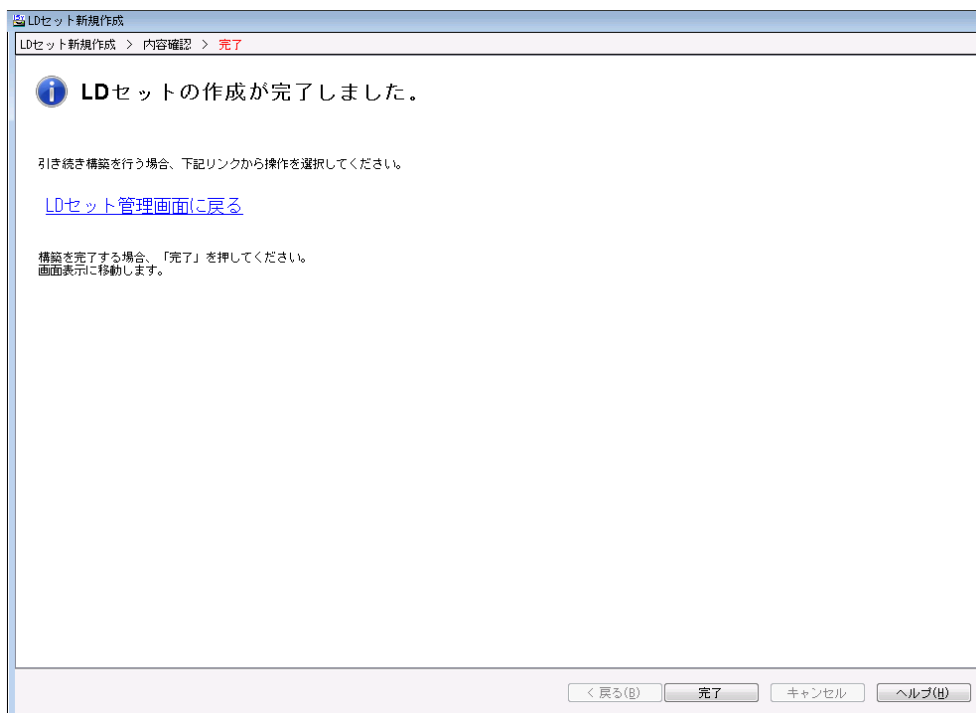 LDセット新規作成
LDセット新規作成 > 内容確認 > 完了
LDセットの作成が完了しました。
引き続き構築を行う場合、下記リンクから操作を選択してください。
LDセット管理画面に戻る
構築を完了する場合、「完了」を押してください。
画面表示に移動します。
< 戻る(B) 完了 キャンセル ヘルプ(H)